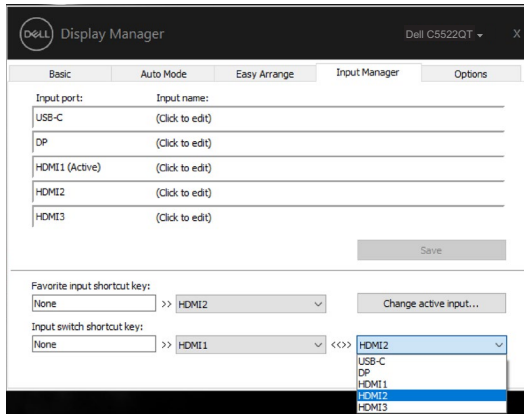 DELL Display Manager Dell C5522QT X
Basic Auto Mode Easy Arrange Input Manager Options
Input port: Input name:
USB-C (Click to edit)
DP (Click to edit)
HDMI1 (Active) (Click to edit)
HDMI2 (Click to edit)
HDMI3 (Click to edit)
Save
Favorite input shortcut key:
None >> HDMI2 Change active input...
Input switch shortcut key:
None >> HDMI1 <<>> HDMI2
USB-C
DP
HDMI1
HDMI2
HDMI3